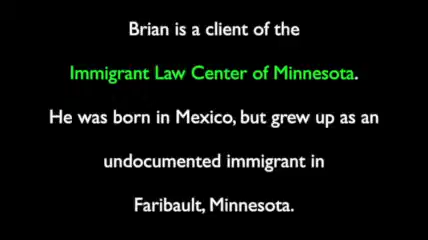 Brian is a client of the
Immigrant Law Center of Minnesota.
He was born in Mexico, but grew up as an
undocumented immigrant in
Faribault, Minnesota.